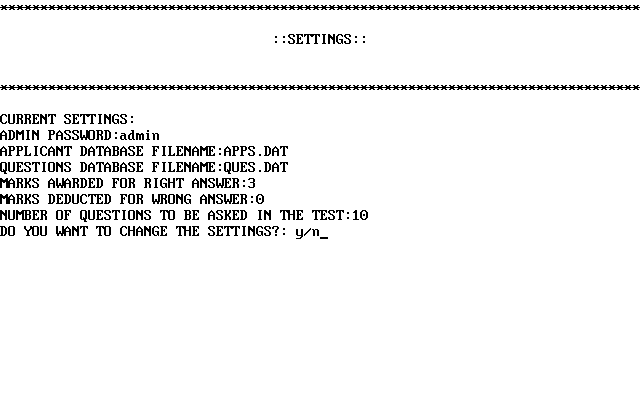 ********************************************************************************
::SETTINGS::
********************************************************************************
CURRENT SETTINGS:
ADMIN PASSWORD:admin
APPLICANT DATABASE FILENAME:APPS.DAT
QUESTIONS DATABASE FILENAME:QUES.DAT
MARKS AWARDED FOR RIGHT ANSWER:3
MARKS DEDUCTED FOR WRONG ANSWER:0
NUMBER OF QUESTIONS TO BE ASKED IN THE TEST:10
DO YOU WANT TO CHANGE THE SETTINGS?: y/n_